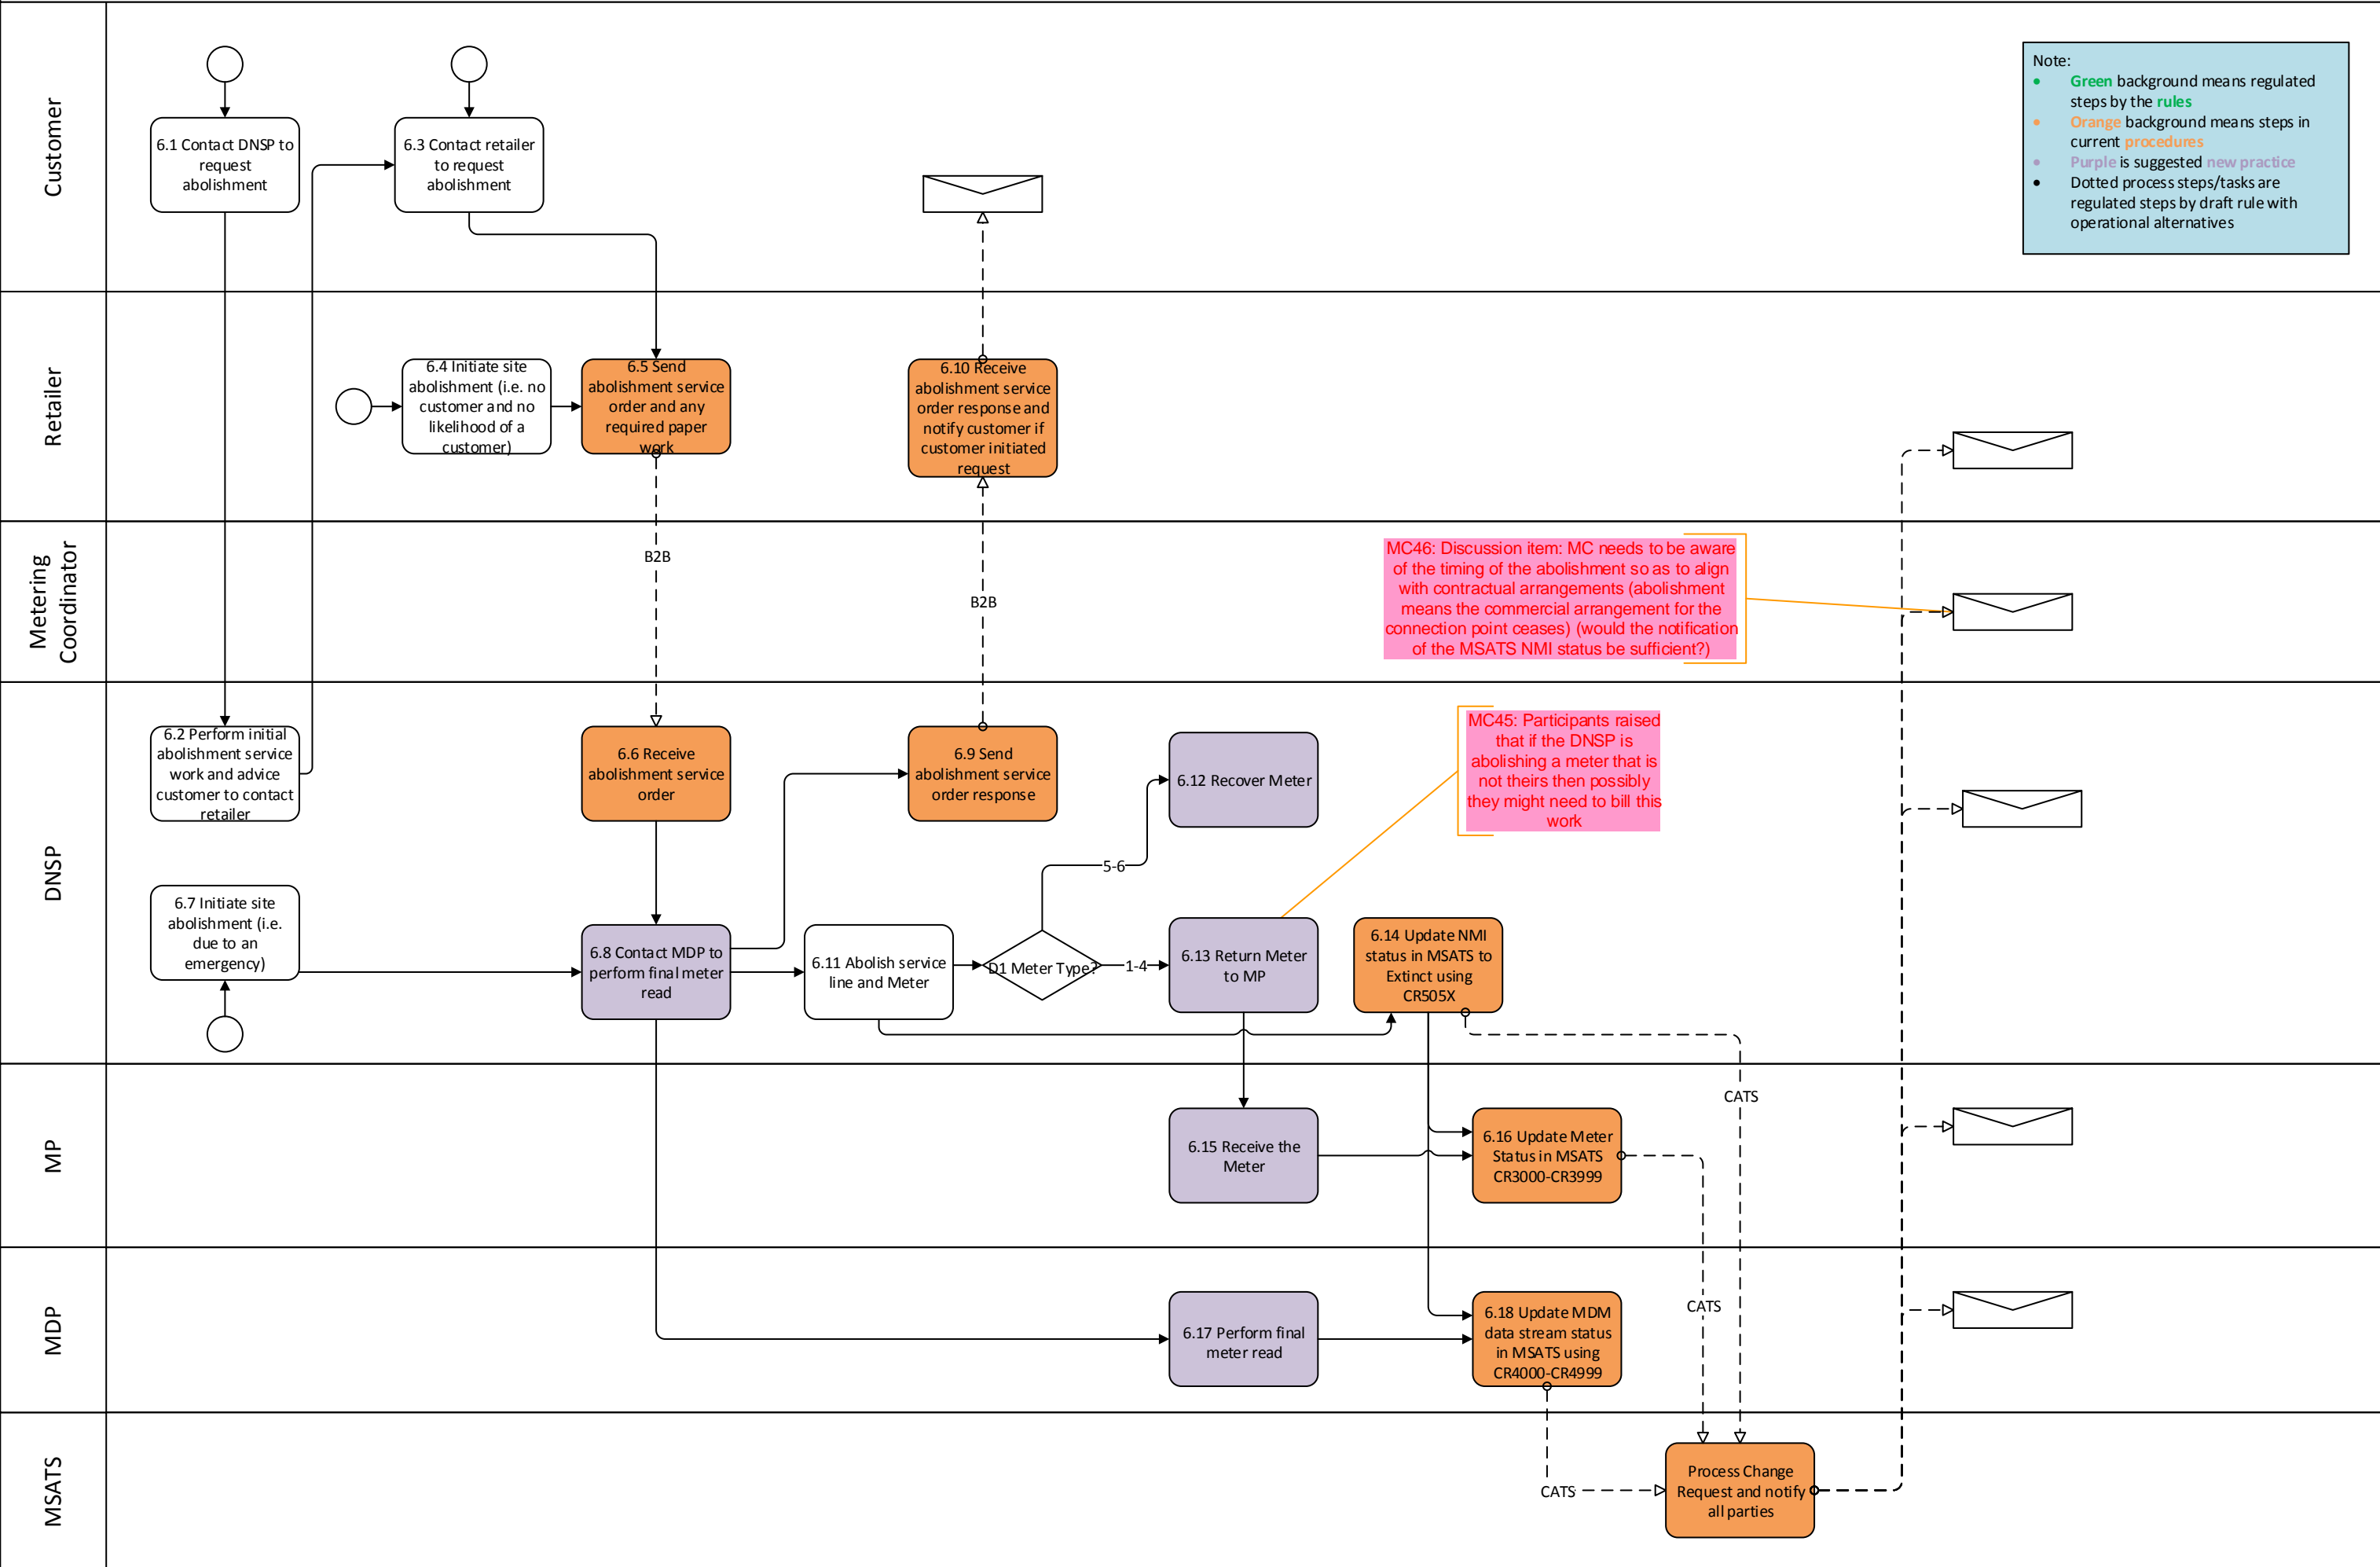 Customer
6.1 Contact DNSP to
request
abolishment
6.3 Contact retailer
to request
abolishment
Note:
• Green background means regulated
steps by the rules
• Orange background means steps in
current procedures
• Purple is suggested new practice
• Dotted process steps/tasks are
regulated steps by draft rule with
operational alternatives
Retailer
6.4 Initiate site
abolishment (i.e. no
customer and no
likelihood of a
customer)
6.5 Send
abolishment service
order and any
required paper
work
6.10 Receive
abolishment service
order response and
notify customer if
customer initiated
request
Metering
Coordinator
B2B
B2B
MC46: Discussion item: MC needs to be aware
of the timing of the abolishment so as to align
with contractual arrangements (abolishment
means the commercial arrangement for the
connection point ceases) (would the notification
of the MSATS NMI status be sufficient?)
DNSP
6.2 Perform initial
abolishment service
work and advice
customer to contact
retailer
6.6 Receive
abolishment service
order
6.9 Send
abolishment service
order response
6.12 Recover Meter
MC45: Participants raised
that if the DNSP is
abolishing a meter that is
not theirs then possibly
they might need to bill this
work
5-6
6.7 Initiate site
abolishment (i.e.
due to an
emergency)
6.8 Contact MDP to
perform final meter
read
6.11 Abolish service
line and Meter
D1 Meter Type?
1-4
6.13 Return Meter
to MP
6.14 Update NMI
status in MSATS to
Extinct using
CR505X
MP
CATS
6.15 Receive the
Meter
6.16 Update Meter
Status in MSATS
CR3000-CR3999
MDP
CATS
6.17 Perform final
meter read
6.18 Update MDM
data stream status
in MSATS using
CR4000-CR4999
MSATS
CATS
Process Change
Request and notify
all parties